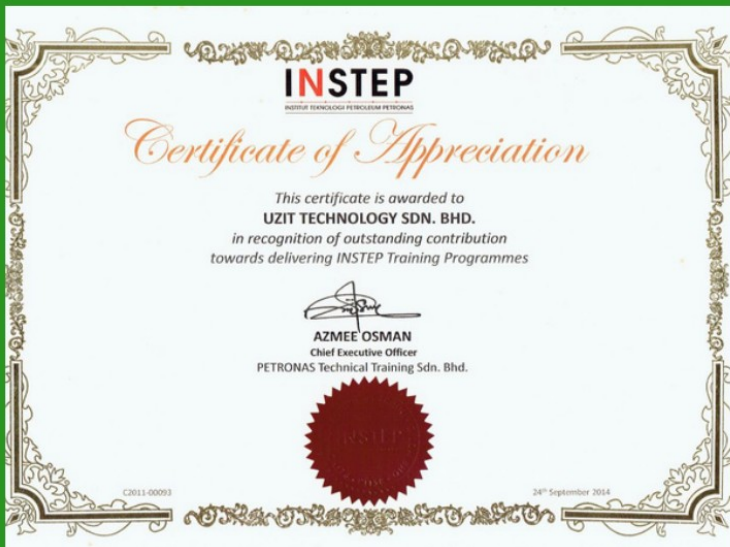 INSTEP
INSTITUT TEKNOLOGI PETROLEUM PETRONAS
Certificate of Appreciation
This certificate is awarded to
UZIT TECHNOLOGY SDN. BHD.
in recognition of outstanding contribution
towards delivering INSTEP Training Programmes
AZMEE OSMAN
Chief Executive Officer
PETRONAS Technical Training Sdn. Bhd.
INSTEP
C2011-00093
24th September 2014